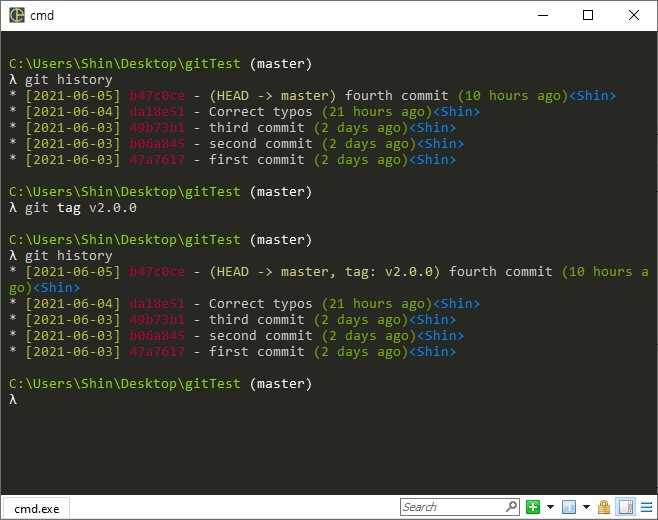 cmd
C:\Users\Shin\Desktop\gitTest (master)
λ git history
* [2021-06-05] b47c0ce - (HEAD -> master) fourth commit (10 hours ago)<Shin>
* [2021-06-04] da18e51 - Correct typos (21 hours ago)<Shin>
* [2021-06-03] 49b73b1 - third commit (2 days ago)<Shin>
* [2021-06-03] b06a845 - second commit (2 days ago)<Shin>
* [2021-06-03] 47a7617 - first commit (2 days ago)<Shin>
C:\Users\Shin\Desktop\gitTest (master)
λ git tag v2.0.0
C:\Users\Shin\Desktop\gitTest (master)
λ git history
* [2021-06-05] b47c0ce - (HEAD -> master, tag: v2.0.0) fourth commit (10 hours a
go)<Shin>
* [2021-06-04] da18e51 - Correct typos (21 hours ago)<Shin>
* [2021-06-03] 49b73b1 - third commit (2 days ago)<Shin>
* [2021-06-03] b06a845 - second commit (2 days ago)<Shin>
* [2021-06-03] 47a7617 - first commit (2 days ago)<Shin>
C:\Users\Shin\Desktop\gitTest (master)
λ
cmd.exe
Search